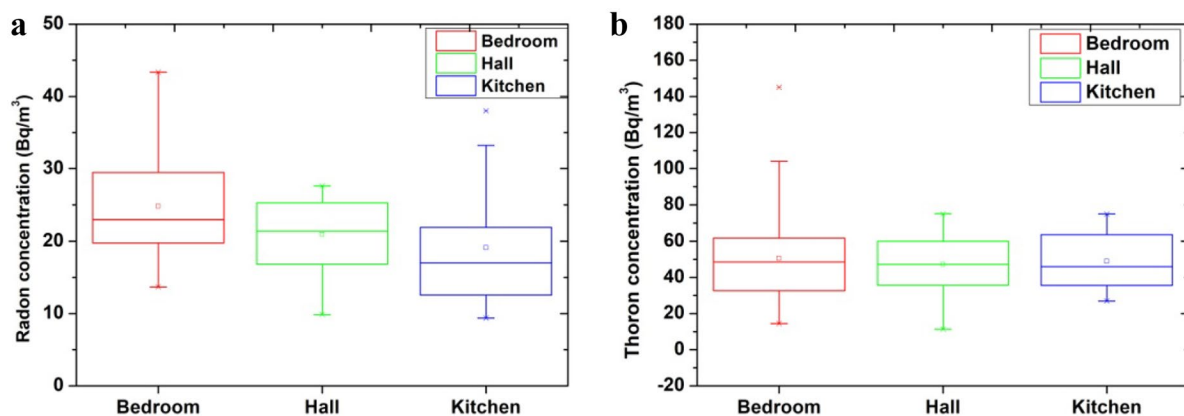 a
50
40
30
20
10
0
Radon concentration (Bq/m³)
Bedroom
Hall
Kitchen
Bedroom Hall Kitchen
b
180
160
140
120
100
80
60
40
20
0
-20
Thoron concentration (Bq/m³)
Bedroom
Hall
Kitchen
Bedroom Hall Kitchen